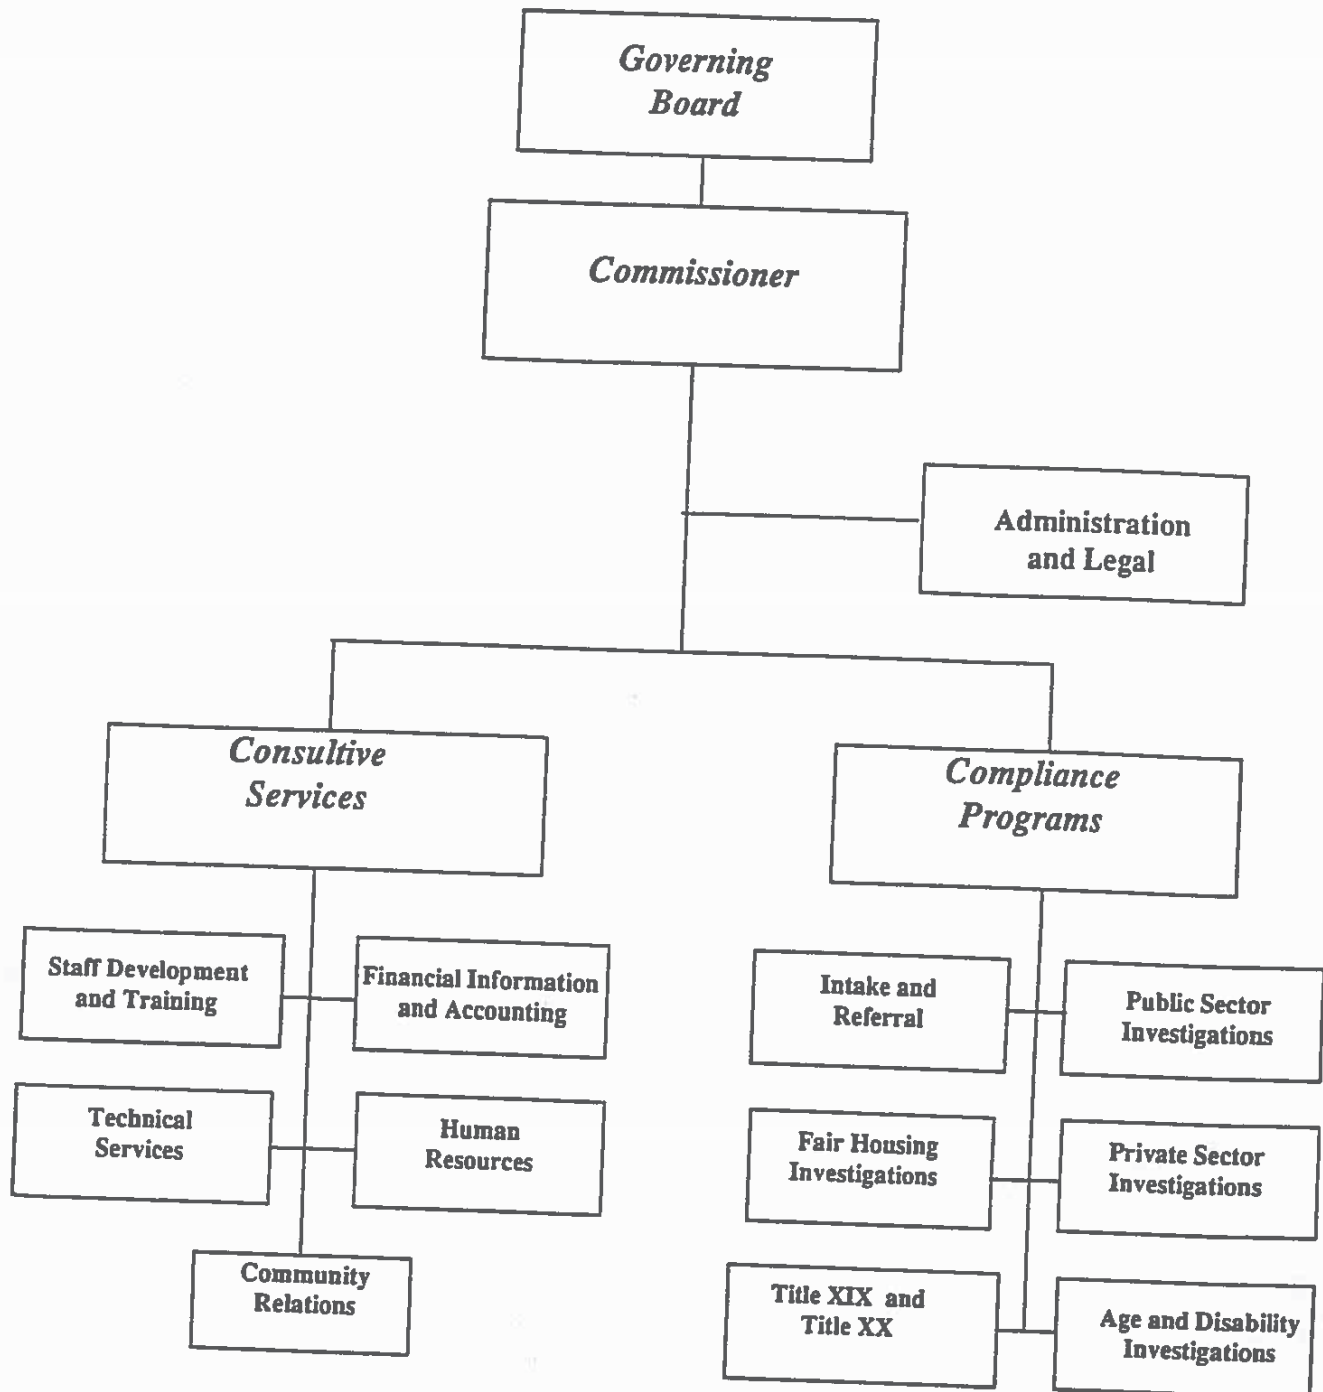 Governing
Board
Commissioner
Administration
and Legal
Consultive
Services
Compliance
Programs
Staff Development
and Training
Financial Information
and Accounting
Intake and
Referral
Public Sector
Investigations
Technical
Services
Human
Resources
Fair Housing
Investigations
Private Sector
Investigations
Community
Relations
Title XIX and
Title XX
Age and Disability
Investigations